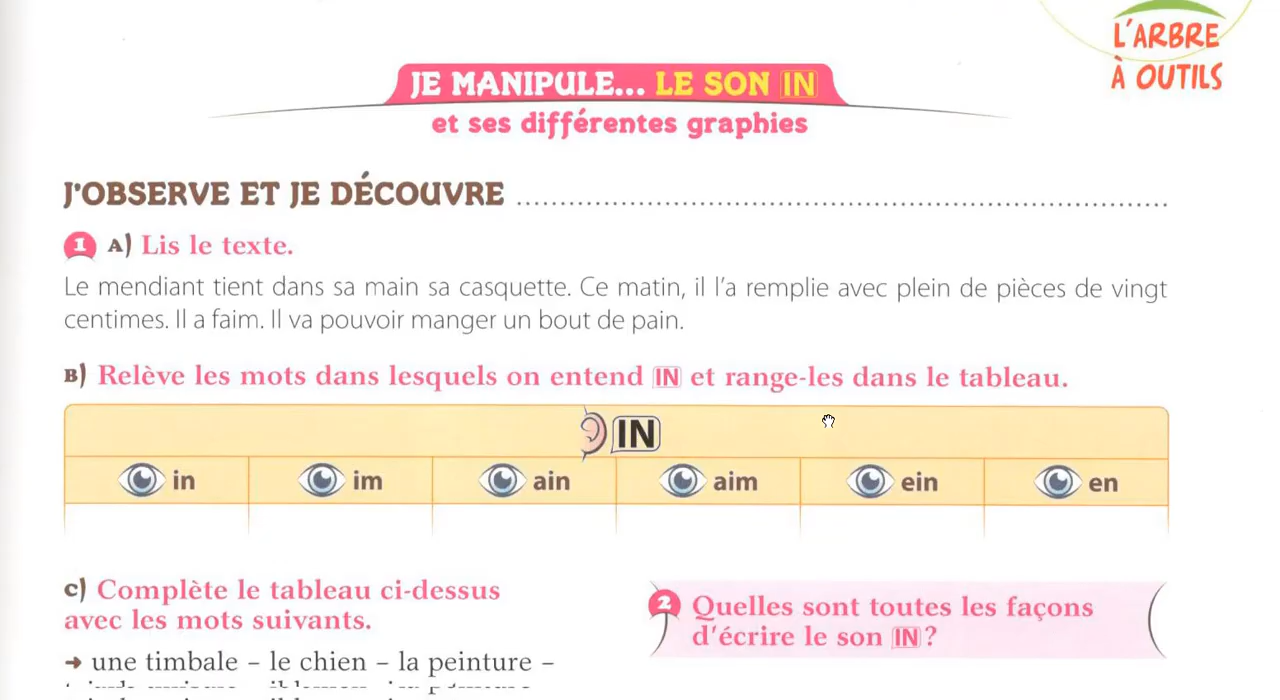 L'ARBRE
À OUTILS
JE MANIPULE... LE SON IN
et ses différentes graphies
J'OBSERVE ET JE DÉCOUVRE
1 A) Lis le texte.
Le mendiant tient dans sa main sa casquette. Ce matin, il l'a remplie avec plein de pièces de vingt
centimes. Il a faim. Il va pouvoir manger un bout de pain.
B) Relève les mots dans lesquels on entend IN et range-les dans le tableau.
IN
in im ain aim ein en
C) Complète le tableau ci-dessus
avec les mots suivants.
➜ une timbale – le chien – la peinture –
2 Quelles sont toutes les façons
d'écrire le son IN ?